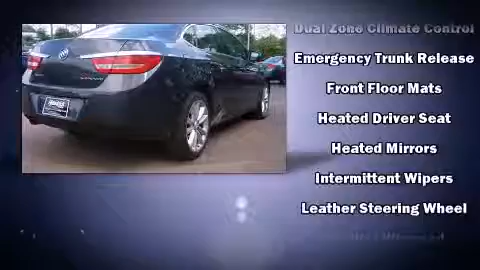 Dual Zone Climate Control
Emergency Trunk Release
Front Floor Mats
Heated Driver Seat
Heated Mirrors
Intermittent Wipers
Leather Steering Wheel